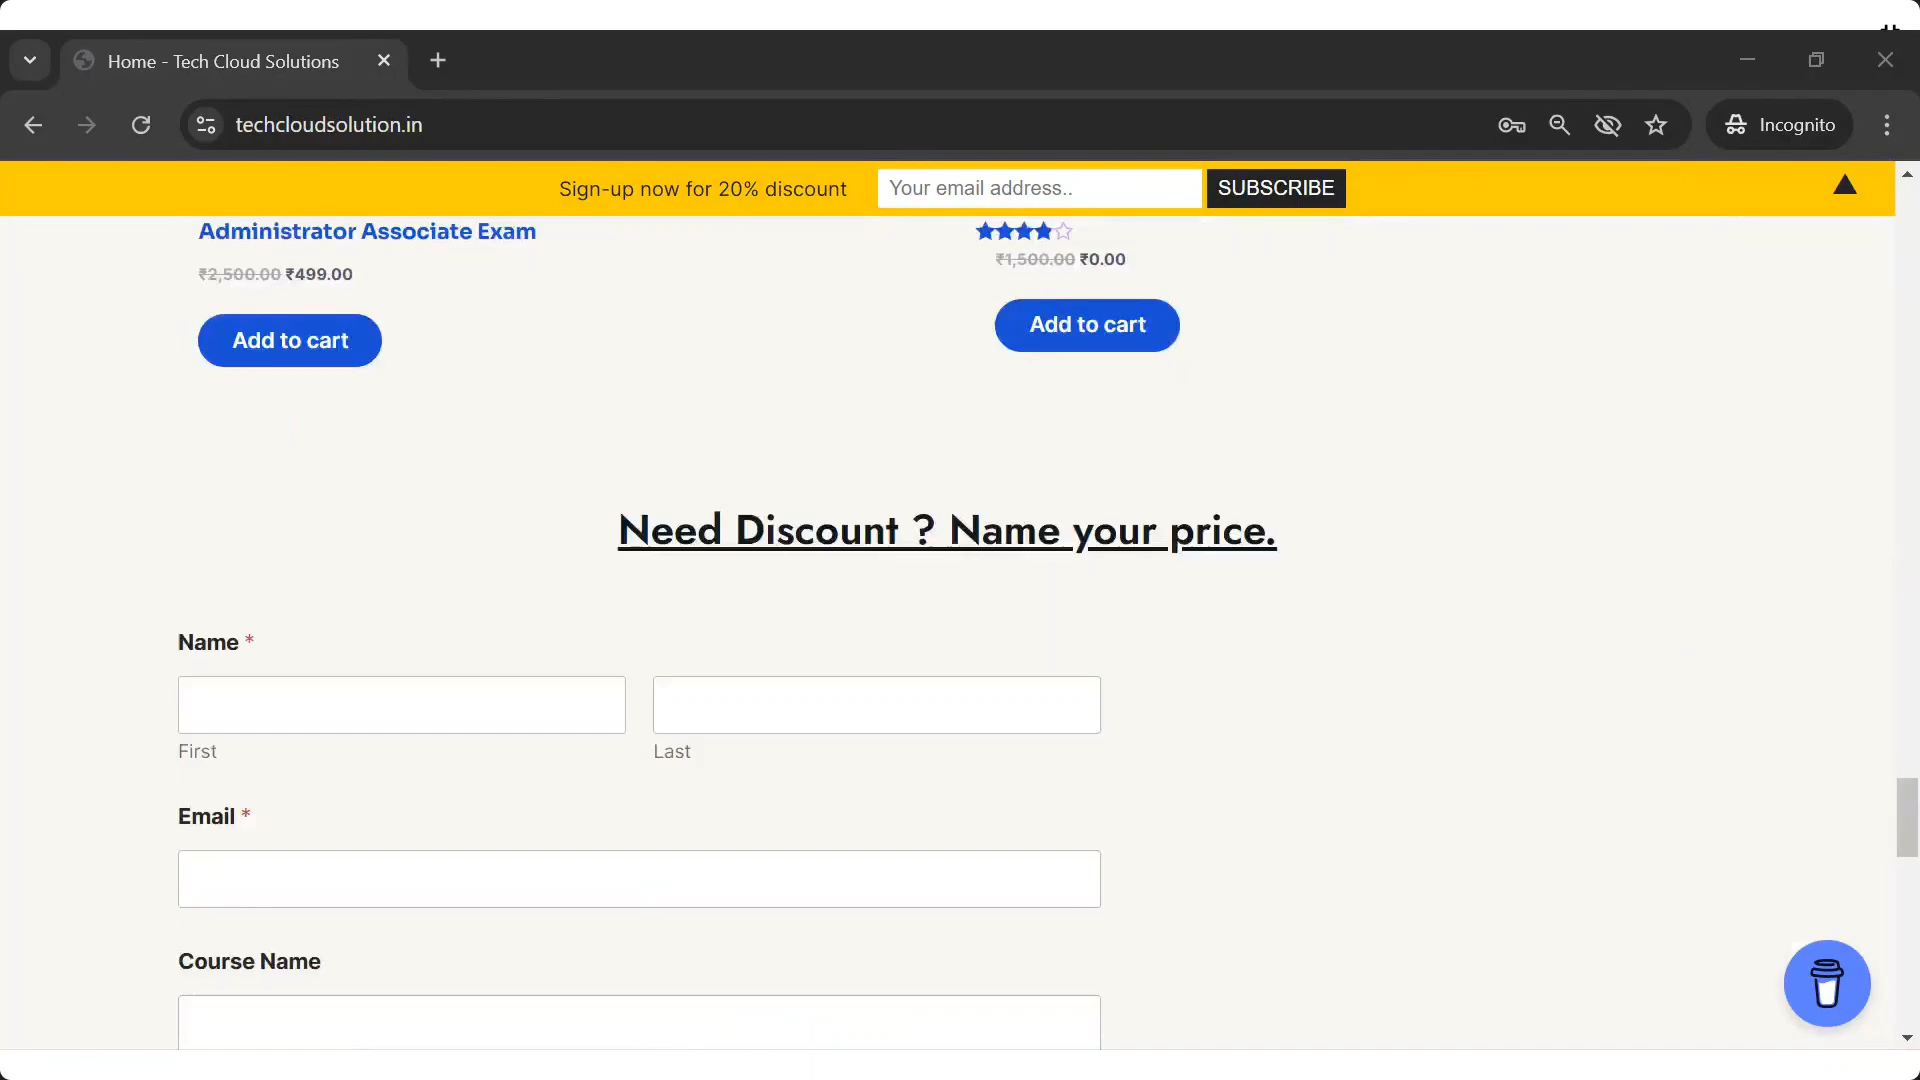 Home - Tech Cloud Solutions
techcloudsolution.in
Incognito
Sign-up now for 20% discount
Your email address..
SUBSCRIBE
Administrator Associate Exam
₹2,500.00 ₹499.00
Add to cart
₹1,500.00 ₹0.00
Add to cart
Need Discount ? Name your price.
Name *
First
Last
Email *
Course Name